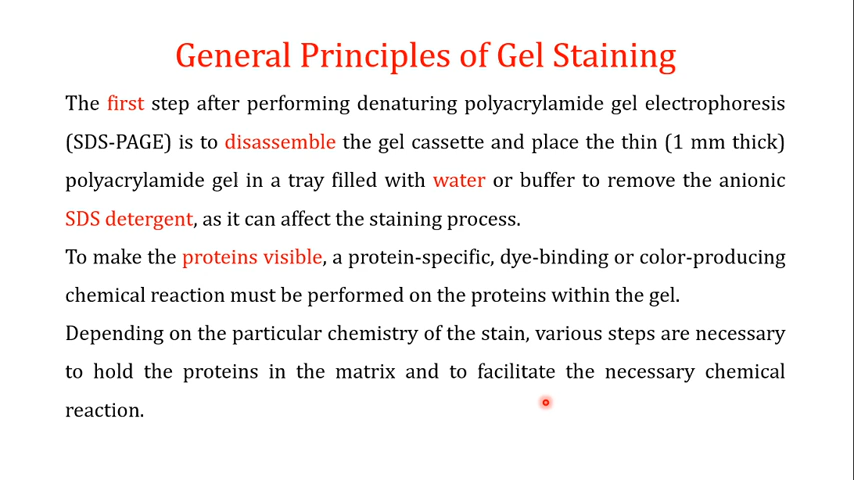 General Principles of Gel Staining
The first step after performing denaturing polyacrylamide gel electrophoresis
(SDS-PAGE) is to disassemble the gel cassette and place the thin (1 mm thick)
polyacrylamide gel in a tray filled with water or buffer to remove the anionic
SDS detergent, as it can affect the staining process.
To make the proteins visible, a protein-specific, dye-binding or color-producing
chemical reaction must be performed on the proteins within the gel.
Depending on the particular chemistry of the stain, various steps are necessary
to hold the proteins in the matrix and to facilitate the necessary chemical
reaction.